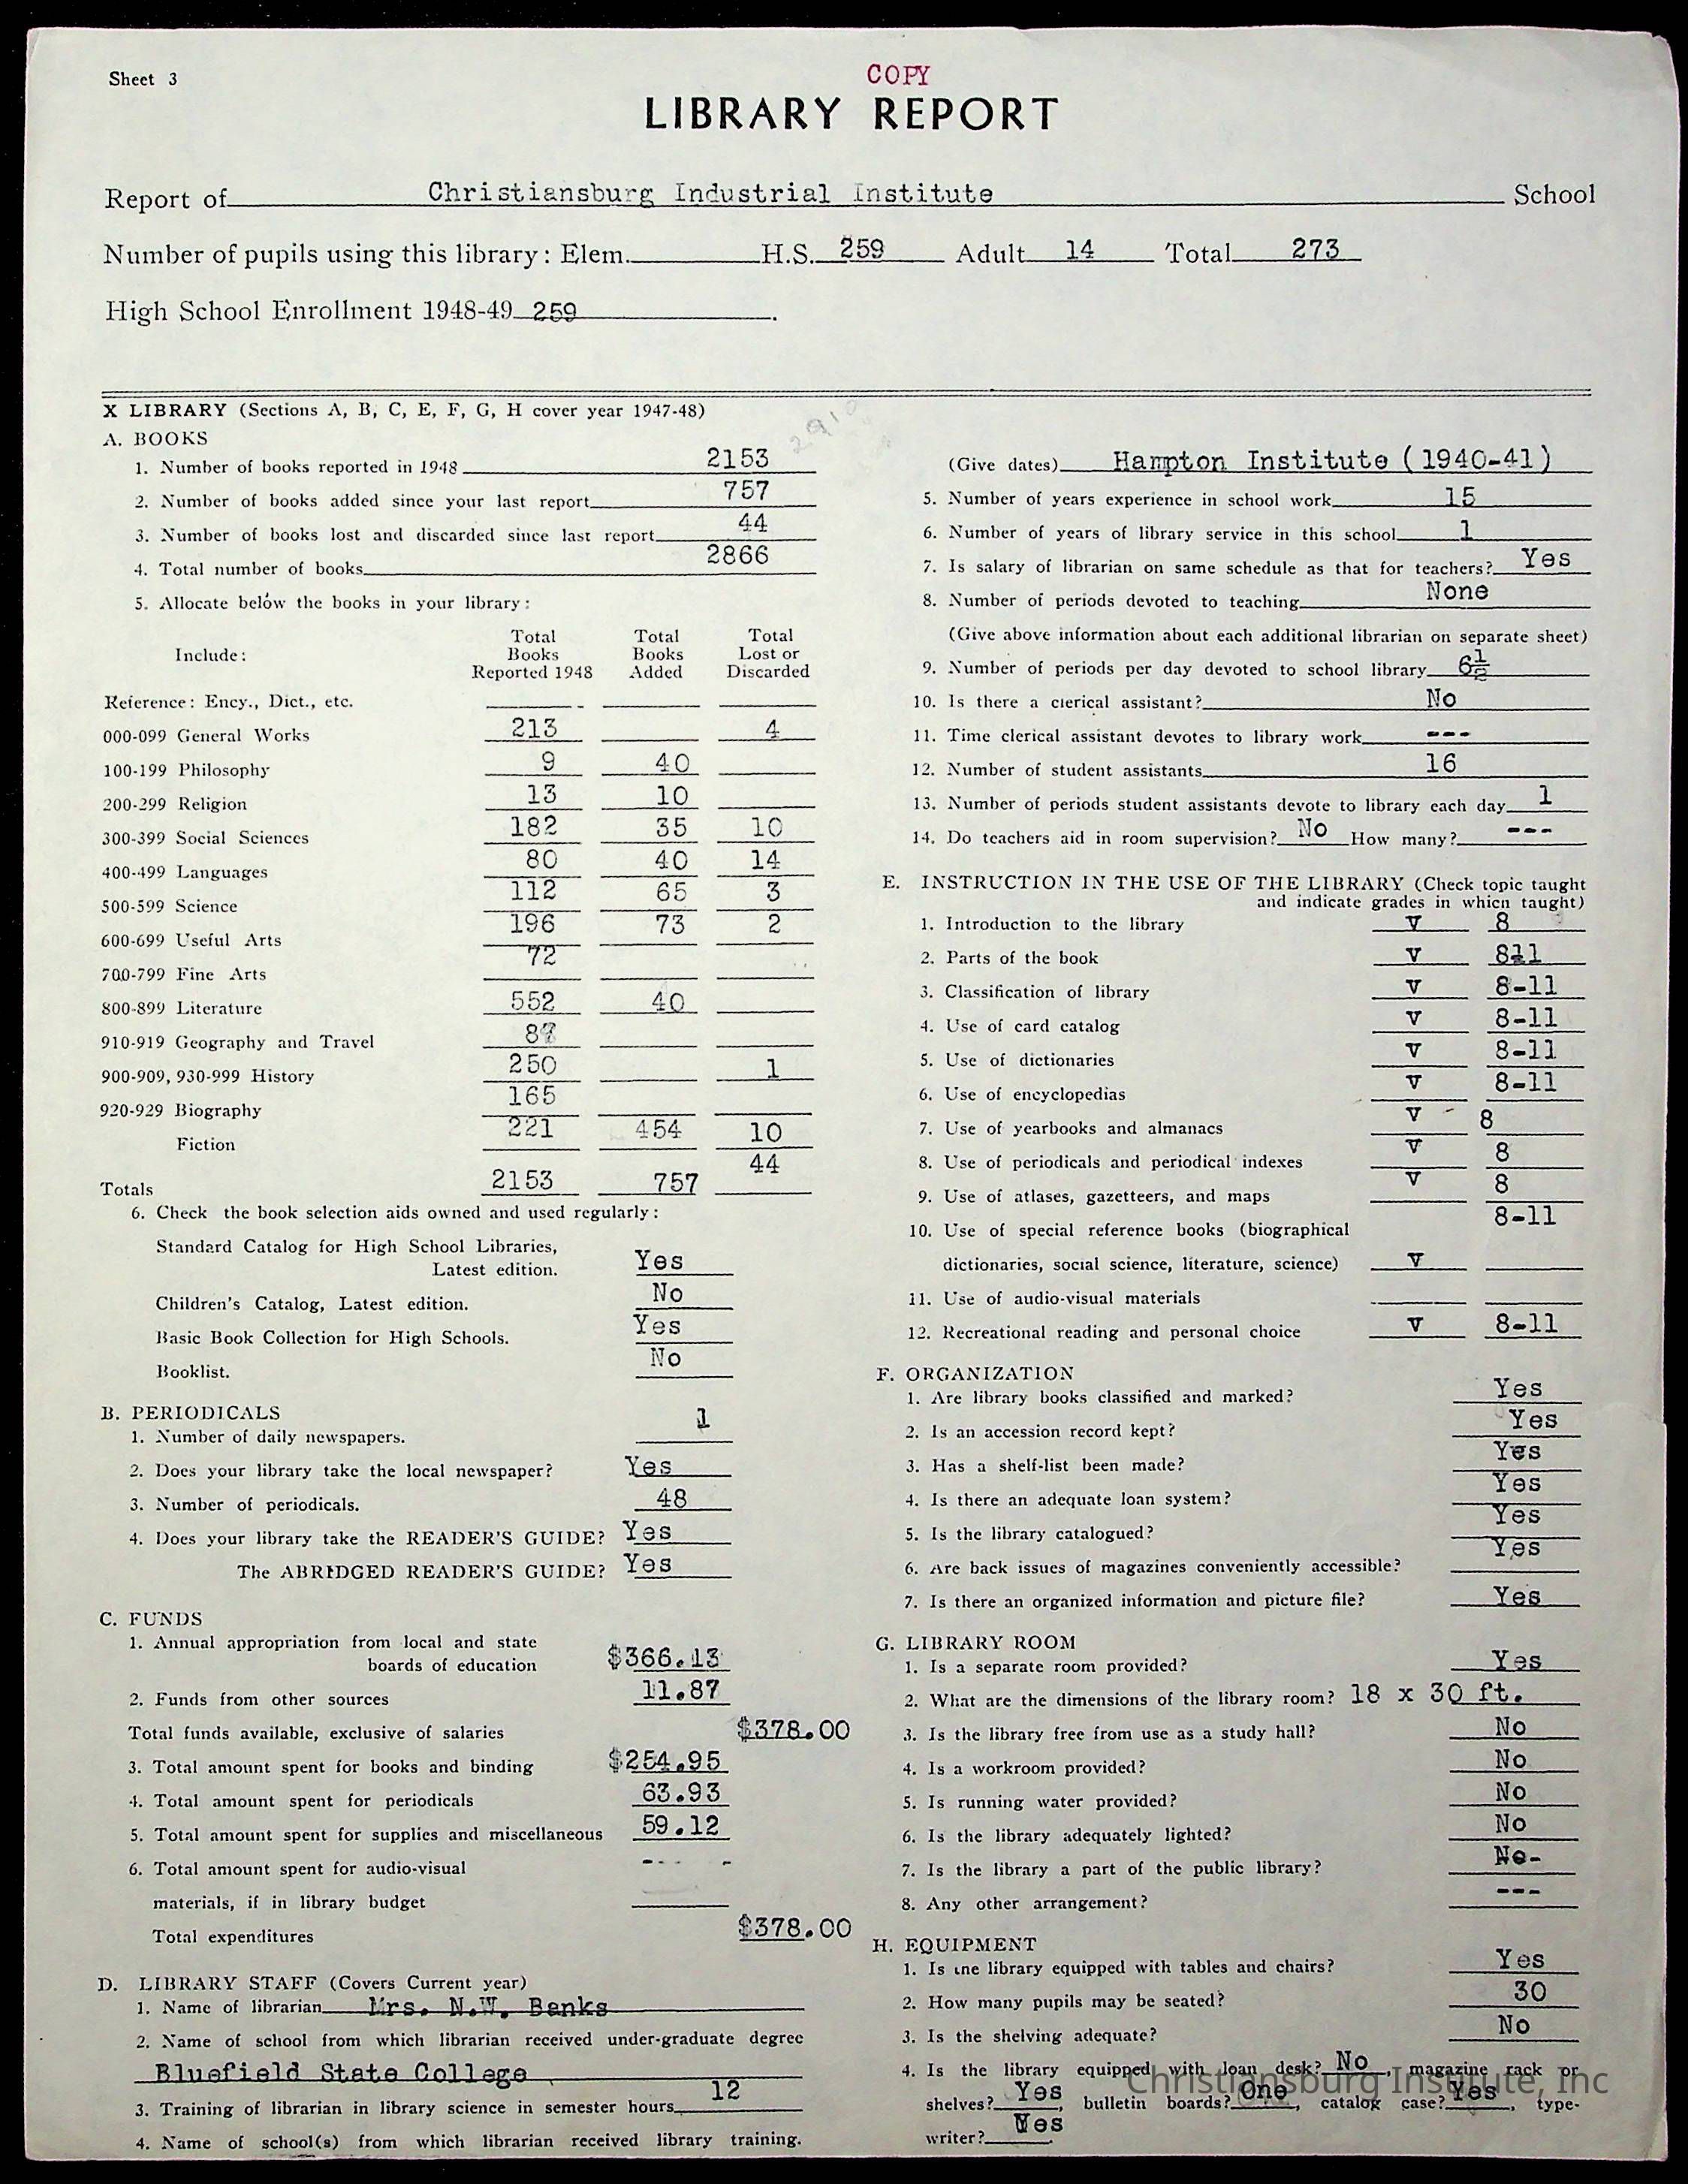 Sheet 3
COPY
LIBRARY REPORT
Report of Christiansburg Industrial Institute School
Number of pupils using this library: Elem. H.S. 259 Adult 14 Total 273
High School Enrollment 1948-49 259.
X LIBRARY (Sections A, B, C, E, F, G, H cover year 1947-48)
A. BOOKS
1. Number of books reported in 1948 2153
2. Number of books added since your last report 757
3. Number of books lost and discarded since last report 44
4. Total number of books 2866
5. Allocate below the books in your library:
Include: Total Books Reported 1948 Total Books Added Total Lost or Discarded
Reference: Ency., Dict., etc.
000-099 General Works 213 4
100-199 Philosophy 9 40
200-299 Religion 13 10
300-399 Social Sciences 182 35 10
400-499 Languages 80 40 14
500-599 Science 112 65 3
600-699 Useful Arts 196 73 2
700-799 Fine Arts 72
800-899 Literature 552 40
910-919 Geography and Travel
900-909, 930-999 History 250 1
920-929 Biography 165
Fiction 221 454 10
Totals 2153 757 44
6. Check the book selection aids owned and used regularly:
Standard Catalog for High School Libraries,
Latest edition. Yes
Children's Catalog, Latest edition. No
Basic Book Collection for High Schools. Yes
Booklist. No
B. PERIODICALS
1. Number of daily newspapers. 1
2. Does your library take the local newspaper? Yes
3. Number of periodicals. 48
4. Does your library take the READER'S GUIDE? Yes
The ABRIDGED READER'S GUIDE? Yes
C. FUNDS
1. Annual appropriation from local and state
boards of education $366.13
2. Funds from other sources 11.87
Total funds available, exclusive of salaries $378.00
3. Total amount spent for books and binding $254.95
4. Total amount spent for periodicals 63.93
5. Total amount spent for supplies and miscellaneous 59.12
6. Total amount spent for audio-visual
materials, if in library budget
Total expenditures $378.00
D. LIBRARY STAFF (Covers Current year)
1. Name of librarian Mrs. N.W. Banks
2. Name of school from which librarian received under-graduate degree
Bluefield State College
3. Training of librarian in library science in semester hours 12
4. Name of school(s) from which librarian received library training.
(Give dates) Hampton Institute (1940-41)
5. Number of years experience in school work 15
6. Number of years of library service in this school 1
7. Is salary of librarian on same schedule as that for teachers? Yes
8. Number of periods devoted to teaching None
(Give above information about each additional librarian on separate sheet)
9. Number of periods per day devoted to school library 6½
10. Is there a clerical assistant? No
11. Time clerical assistant devotes to library work ---
12. Number of student assistants 16
13. Number of periods student assistants devote to library each day 1
14. Do teachers aid in room supervision? No How many? ---
E. INSTRUCTION IN THE USE OF THE LIBRARY (Check topic taught
and indicate grades in which taught)
1. Introduction to the library V 8
2. Parts of the book V 8-11
3. Classification of library V 8-11
4. Use of card catalog V 8-11
5. Use of dictionaries V 8-11
6. Use of encyclopedias V 8-11
7. Use of yearbooks and almanacs V 8
8. Use of periodicals and periodical indexes V 8
9. Use of atlases, gazetteers, and maps V 8
10. Use of special reference books (biographical 8-11
dictionaries, social science, literature, science) V
11. Use of audio-visual materials
12. Recreational reading and personal choice V 8-11
F. ORGANIZATION
1. Are library books classified and marked? Yes
2. Is an accession record kept? Yes
3. Has a shelf-list been made? Yes
4. Is there an adequate loan system? Yes
5. Is the library catalogued? Yes
6. Are back issues of magazines conveniently accessible? Yes
7. Is there an organized information and picture file? Yes
G. LIBRARY ROOM
1. Is a separate room provided? Yes
2. What are the dimensions of the library room? 18 x 30 ft.
3. Is the library free from use as a study hall? No
4. Is a workroom provided? No
5. Is running water provided? No
6. Is the library adequately lighted? No
7. Is the library a part of the public library? No-
8. Any other arrangement? ---
H. EQUIPMENT
1. Is the library equipped with tables and chairs? Yes
2. How many pupils may be seated? 30
3. Is the shelving adequate? No
4. Is the library equipped with loan desk? No, magazine rack or
shelves? Yes, bulletin boards? One, catalog case? Yes, type-
writer? Yes.
Christiansburg Institute, Inc